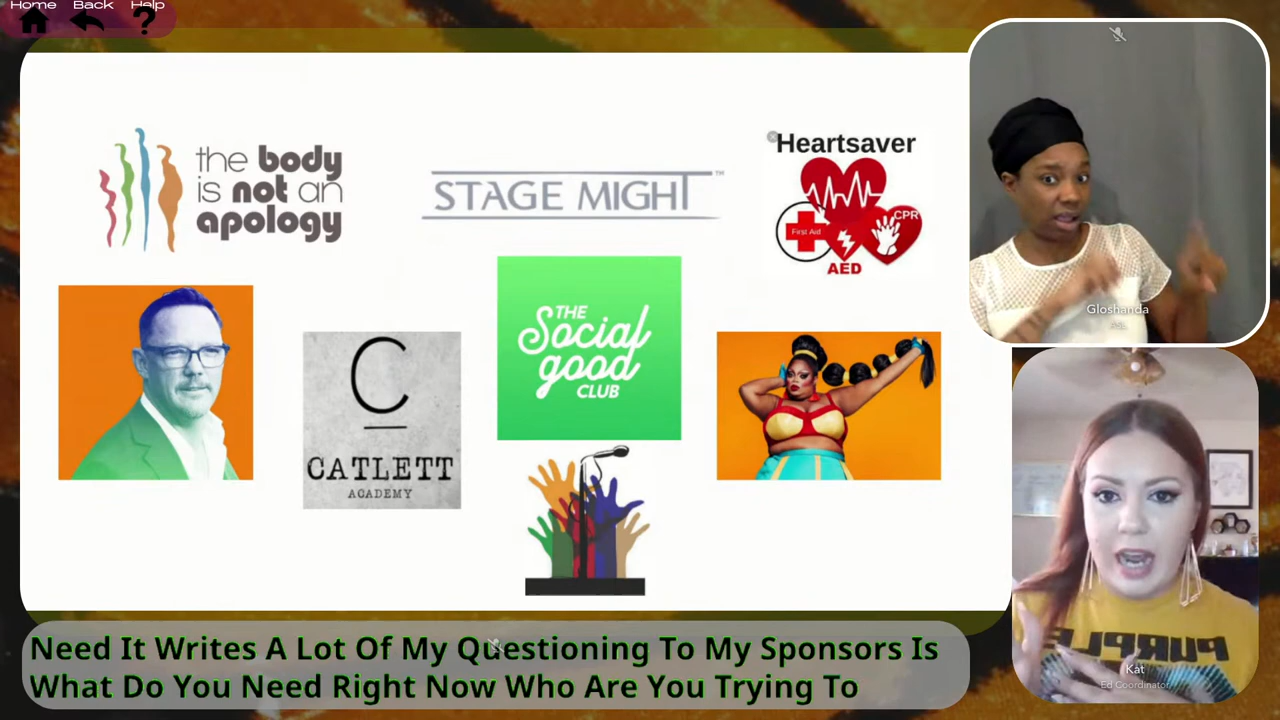 Home Back Help
the body
is not an
apology
STAGE MIGHT™
Heartsaver
First Aid
CPR
AED
C
CATLETT
ACADEMY
THE
Social
good
CLUB
Gloshanda
ASL
PURPLE
Kat
Ed Coordinator
Need It Writes A Lot Of My Questioning To My Sponsors Is
What Do You Need Right Now Who Are You Trying To